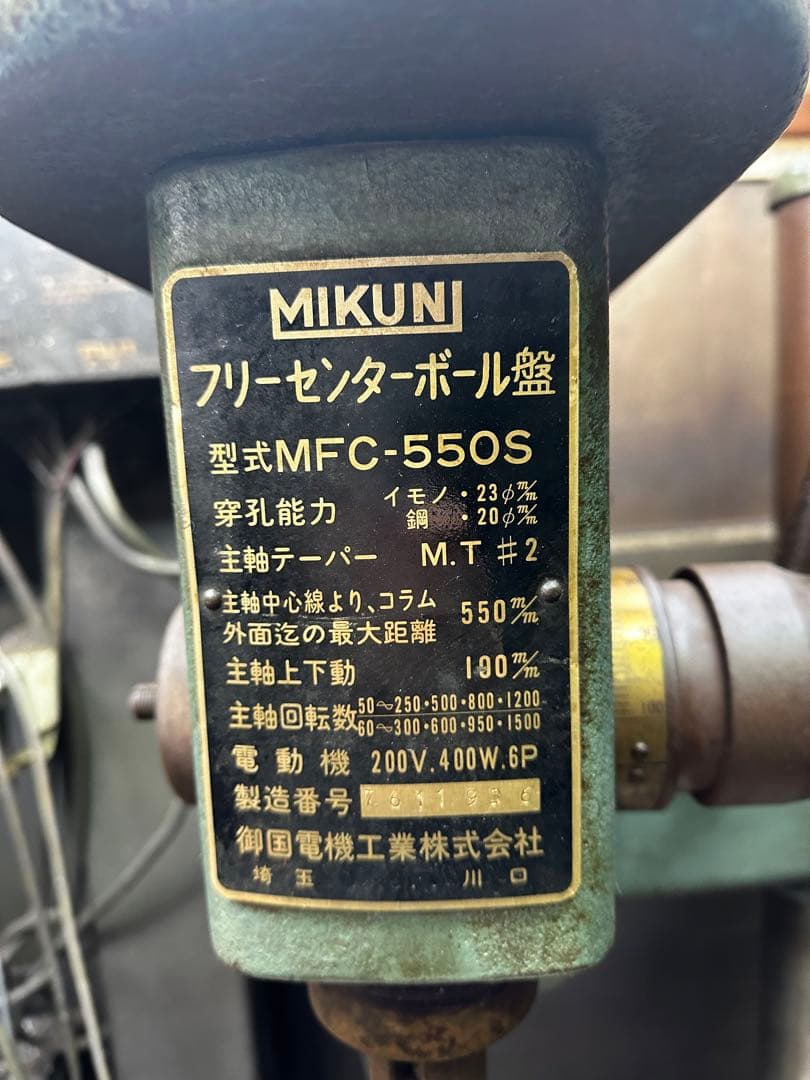 MIKUNI
フリーセンターボール盤
型式MFC-550S
穿孔能力 イモノ・23φm/m
鋼・20φm/m
主軸テーパー M.T #2
主軸中心線より、コラム
外面迄の最大距離 550m/m
主軸上下動 100m/m
主軸回転数 50~250・500・800・1200
60~300・600・950・1500
電動機 200V.400W.6P
製造番号 7611936
御国電機工業株式会社
埼玉 川口